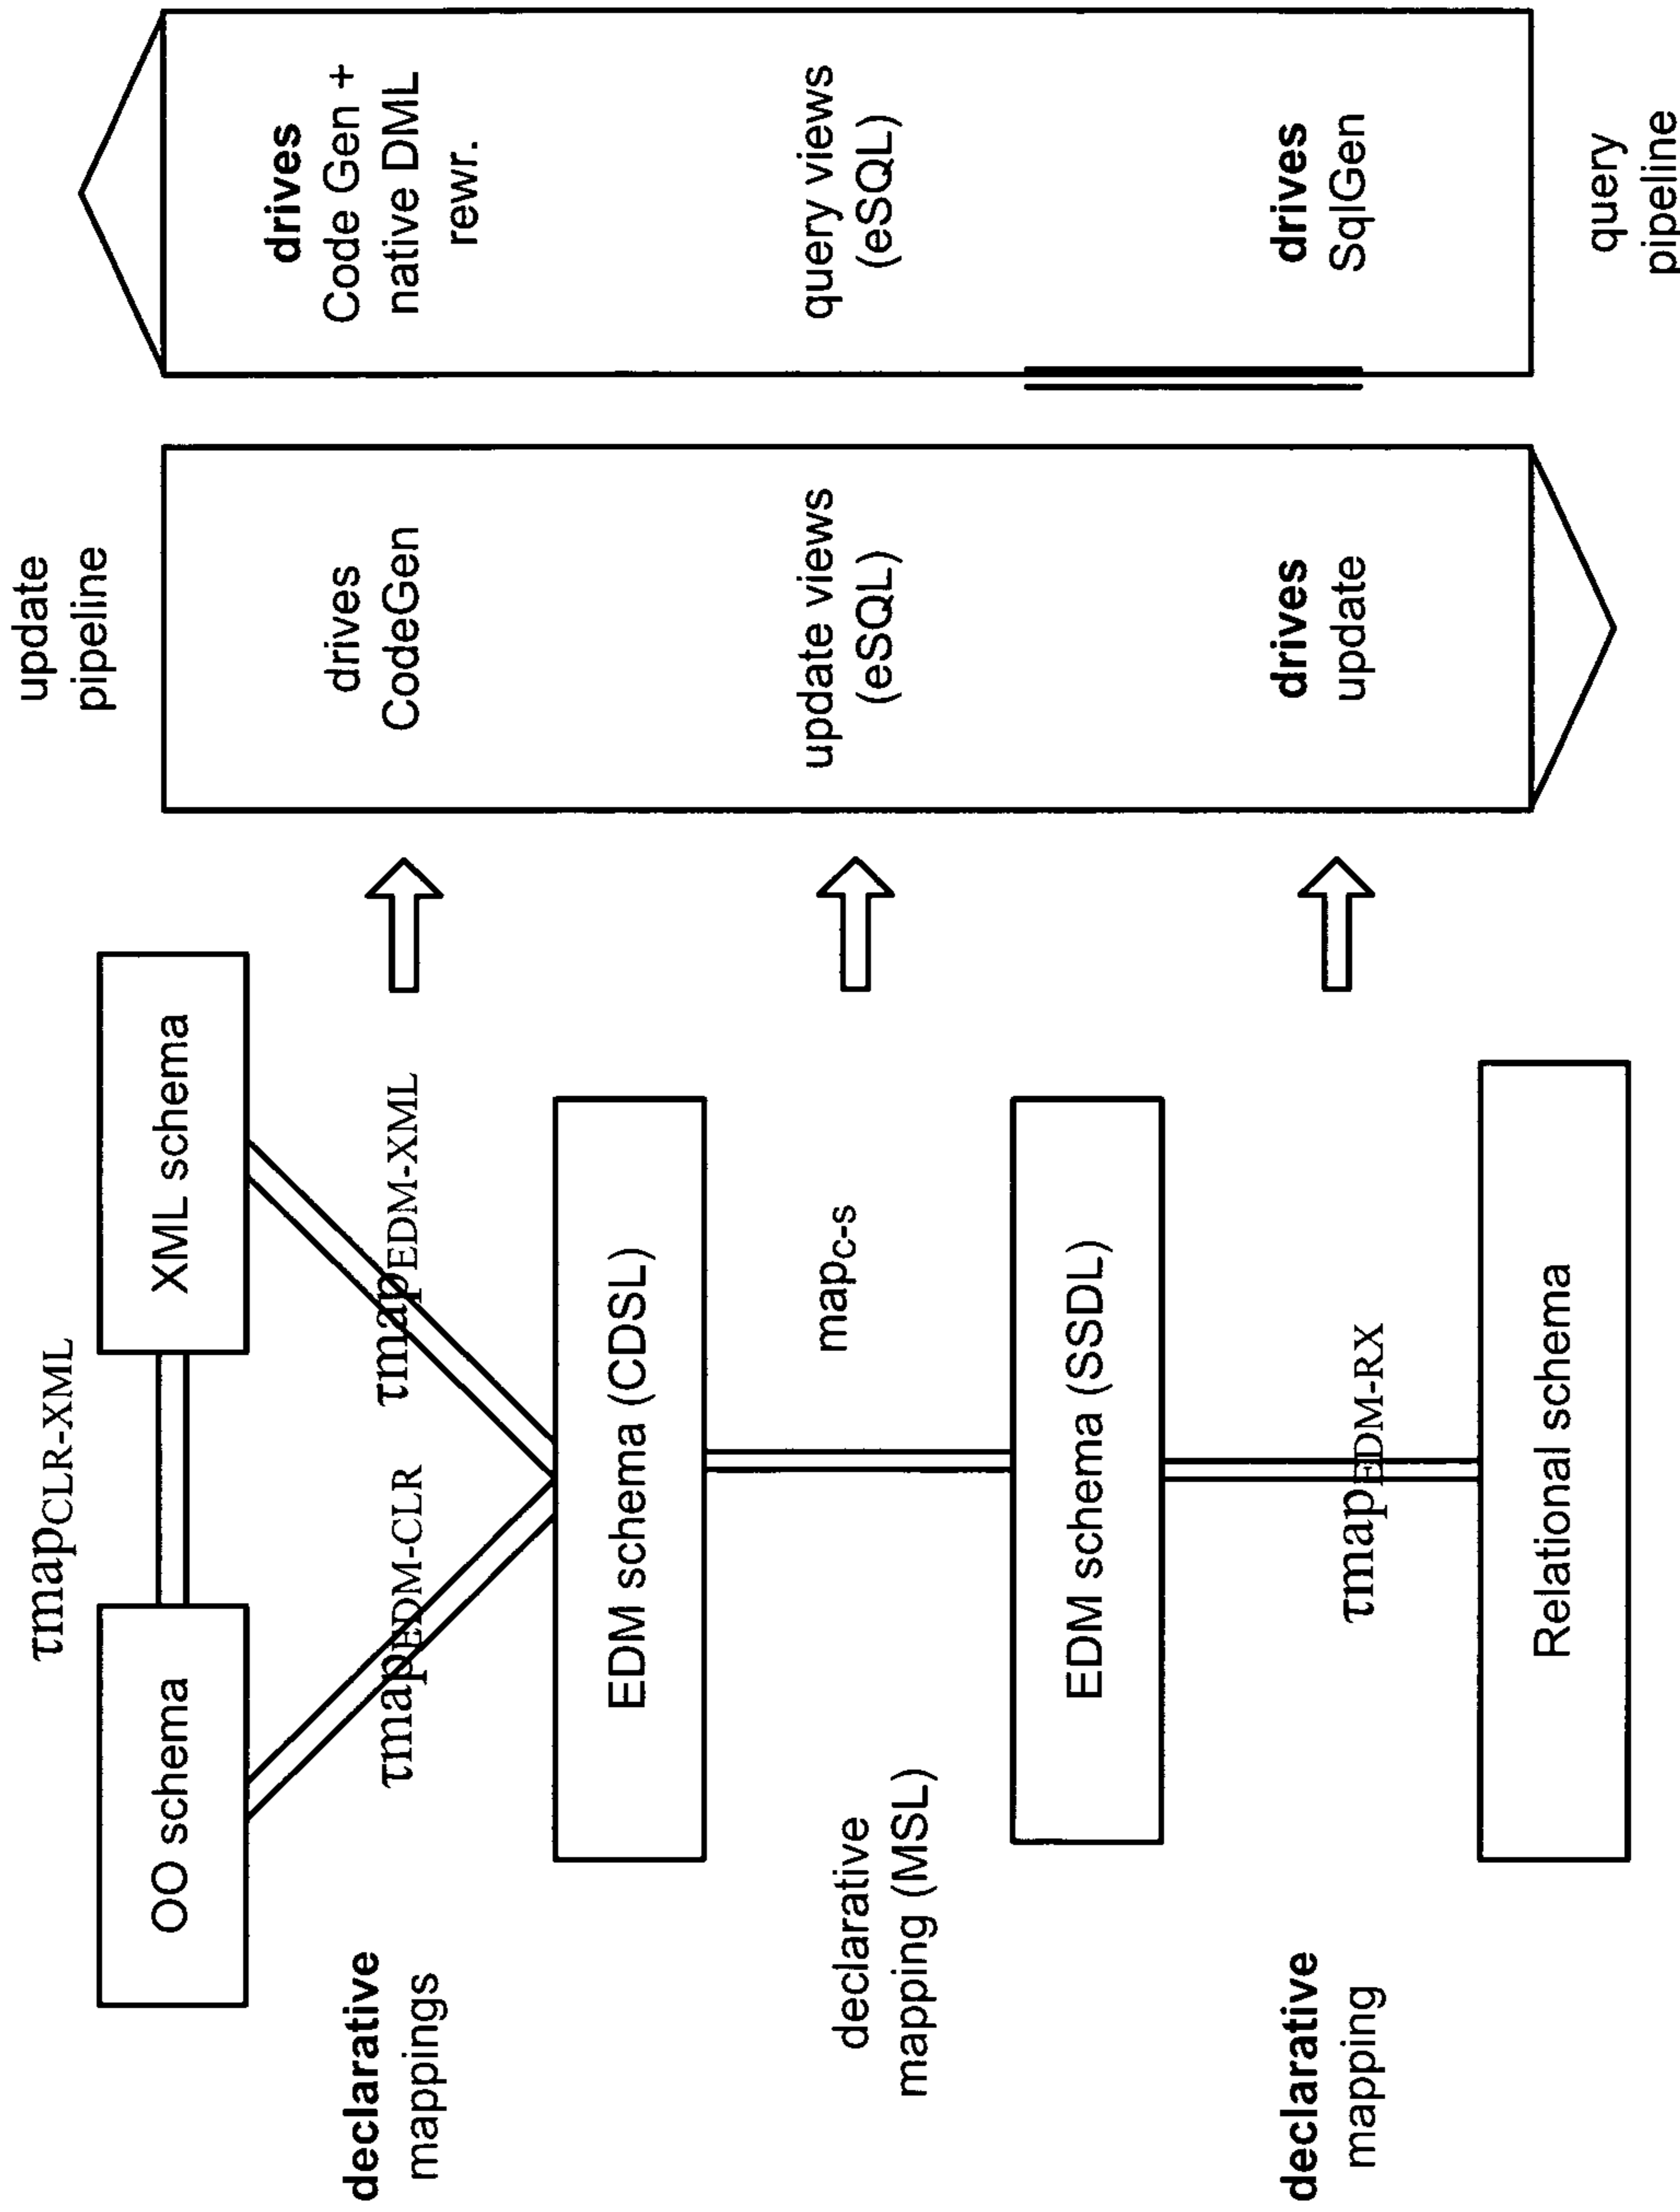 τmapCLR-XML
OO schema
XML schema
declarative
mappings
τmapEDM-CLR
τmapEDM-XML
EDM schema (CDSL)
declarative
mapping (MSL)
mapC-S
EDM schema (SSDL)
declarative
mapping
τmapEDM-RX
Relational schema
update
pipeline
drives
CodeGen
update views
(eSQL)
drives
update
drives
Code Gen +
native DML
rewr.
query views
(eSQL)
drives
SqlGen
query
pipeline